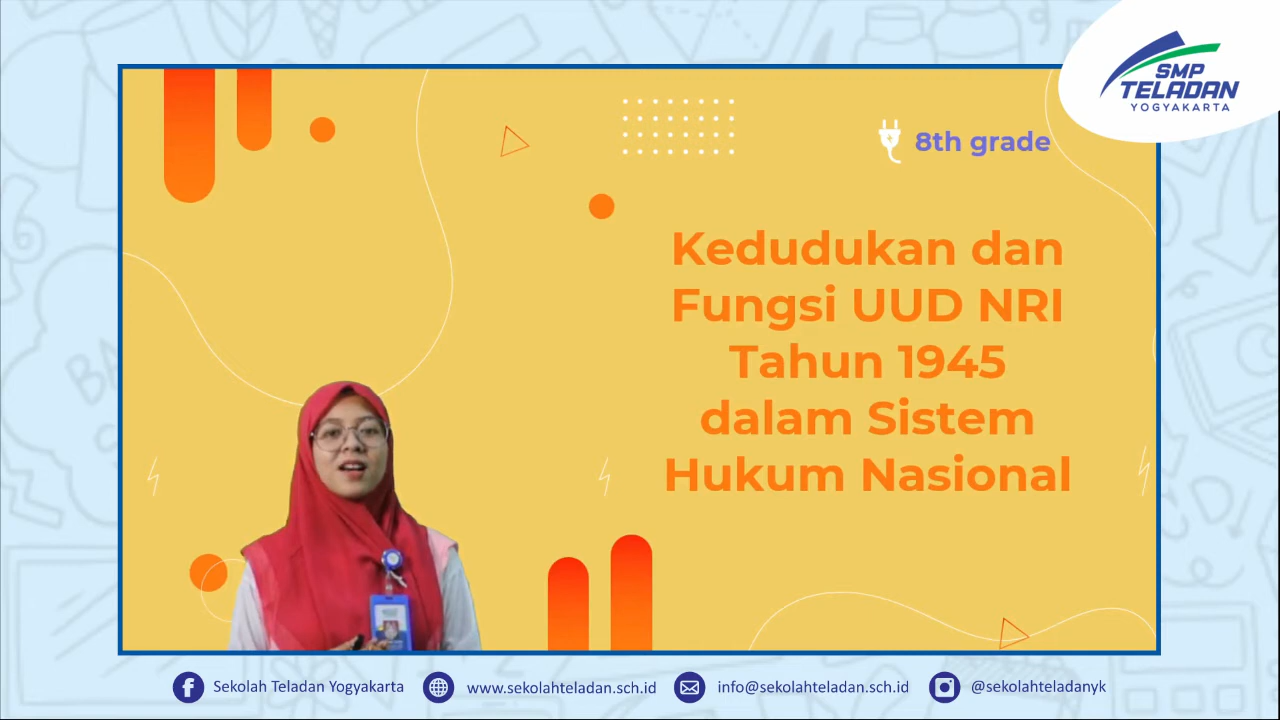 SMP
TELADAN
YOGYAKARTA
8th grade
Kedudukan dan
Fungsi UUD NRI
Tahun 1945
dalam Sistem
Hukum Nasional
Sekolah Teladan Yogyakarta
www.sekolahteladan.sch.id
info@sekolahteladan.sch.id
@sekolahteladanyk